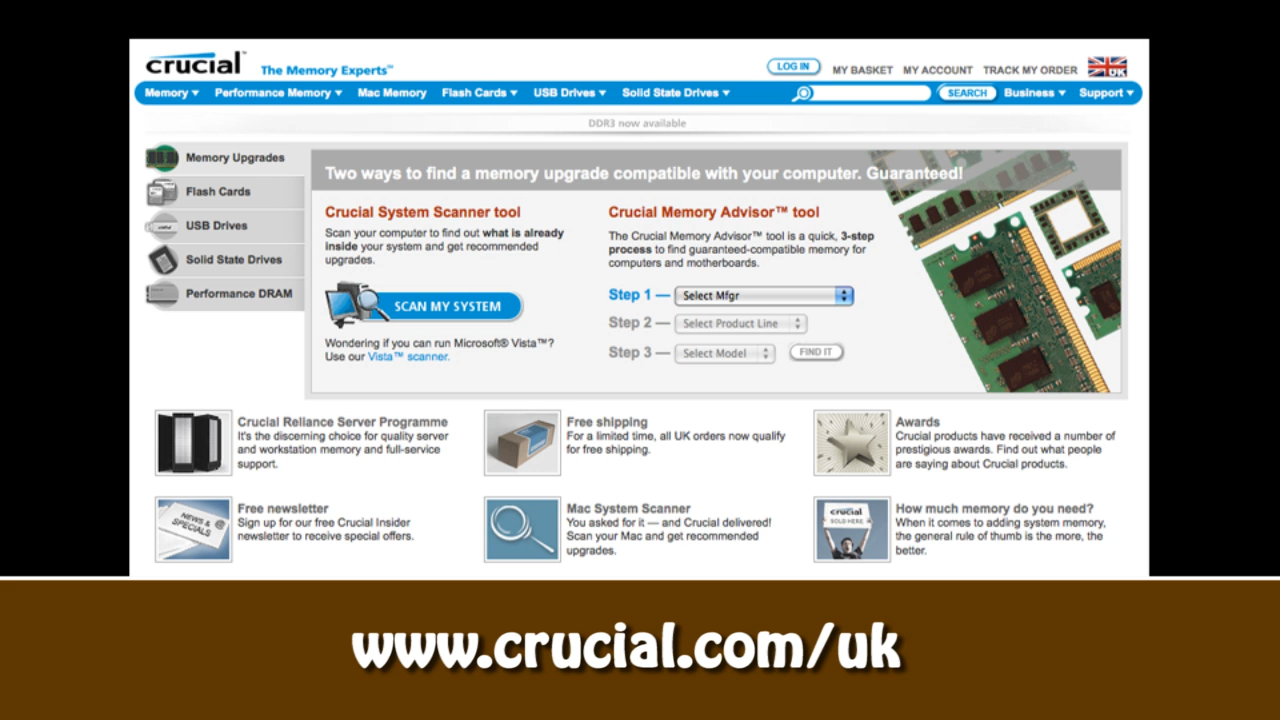 crucial™ The Memory Experts™
LOG IN MY BASKET MY ACCOUNT TRACK MY ORDER UK
Memory Performance Memory Mac Memory Flash Cards USB Drives Solid State Drives SEARCH Business Support
DDR3 now available
Memory Upgrades
Flash Cards
USB Drives
Solid State Drives
Performance DRAM
Two ways to find a memory upgrade compatible with your computer. Guaranteed!
Crucial System Scanner tool
Scan your computer to find out what is already
inside your system and get recommended
upgrades.
SCAN MY SYSTEM
Wondering if you can run Microsoft® Vista™?
Use our Vista™ scanner.
Crucial Memory Advisor™ tool
The Crucial Memory Advisor™ tool is a quick, 3-step
process to find guaranteed-compatible memory for
computers and motherboards.
Step 1 — Select Mfgr
Step 2 — Select Product Line
Step 3 — Select Model FIND IT
Crucial Reliance Server Programme
It's the discerning choice for quality server
and workstation memory and full-service
support.
Free shipping
For a limited time, all UK orders now qualify
for free shipping.
Awards
Crucial products have received a number of
prestigious awards. Find out what people
are saying about Crucial products.
NEWS &
SPECIALS
Free newsletter
Sign up for our free Crucial Insider
newsletter to receive special offers.
Mac System Scanner
You asked for it — and Crucial delivered!
Scan your Mac and get recommended
upgrades.
crucial
SOLD HERE
How much memory do you need?
When it comes to adding system memory,
the general rule of thumb is the more, the
better.
www.crucial.com/uk